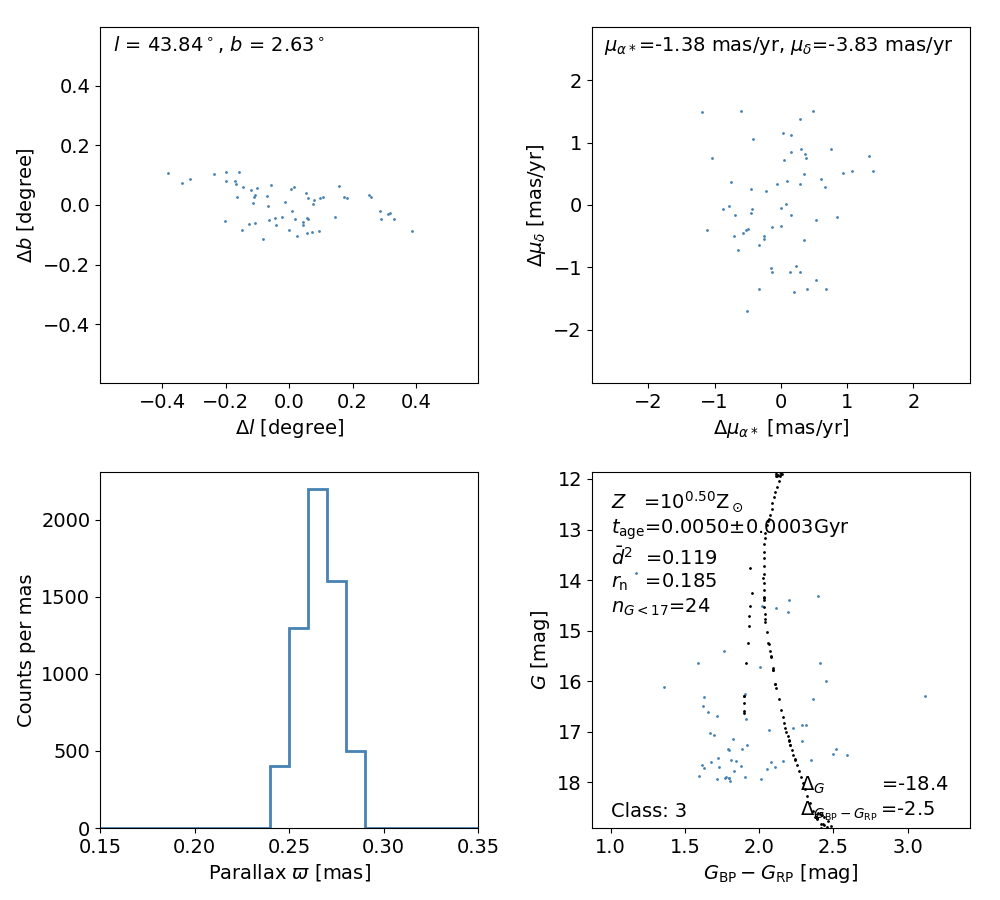 l = 43.84°, b = 2.63°
0.4
0.2
0.0
−0.2
−0.4
Δb [degree]
−0.4 −0.2 0.0 0.2 0.4
Δl [degree]
μα*=-1.38 mas/yr, μδ=-3.83 mas/yr
2
1
0
−1
−2
Δμδ [mas/yr]
−2 −1 0 1 2
Δμα* [mas/yr]
2000
1500
1000
500
0
Counts per mas
0.15 0.20 0.25 0.30 0.35
Parallax ϖ [mas]
12
13
14
15
16
17
18
G [mag]
Z =10^0.50Z⊙
tage=0.0050±0.0003Gyr
d̄² =0.119
rn =0.185
nG<17=24
ΔG =-18.4
ΔGBP−GRP=-2.5
Class: 3
1.0 1.5 2.0 2.5 3.0
GBP − GRP [mag]